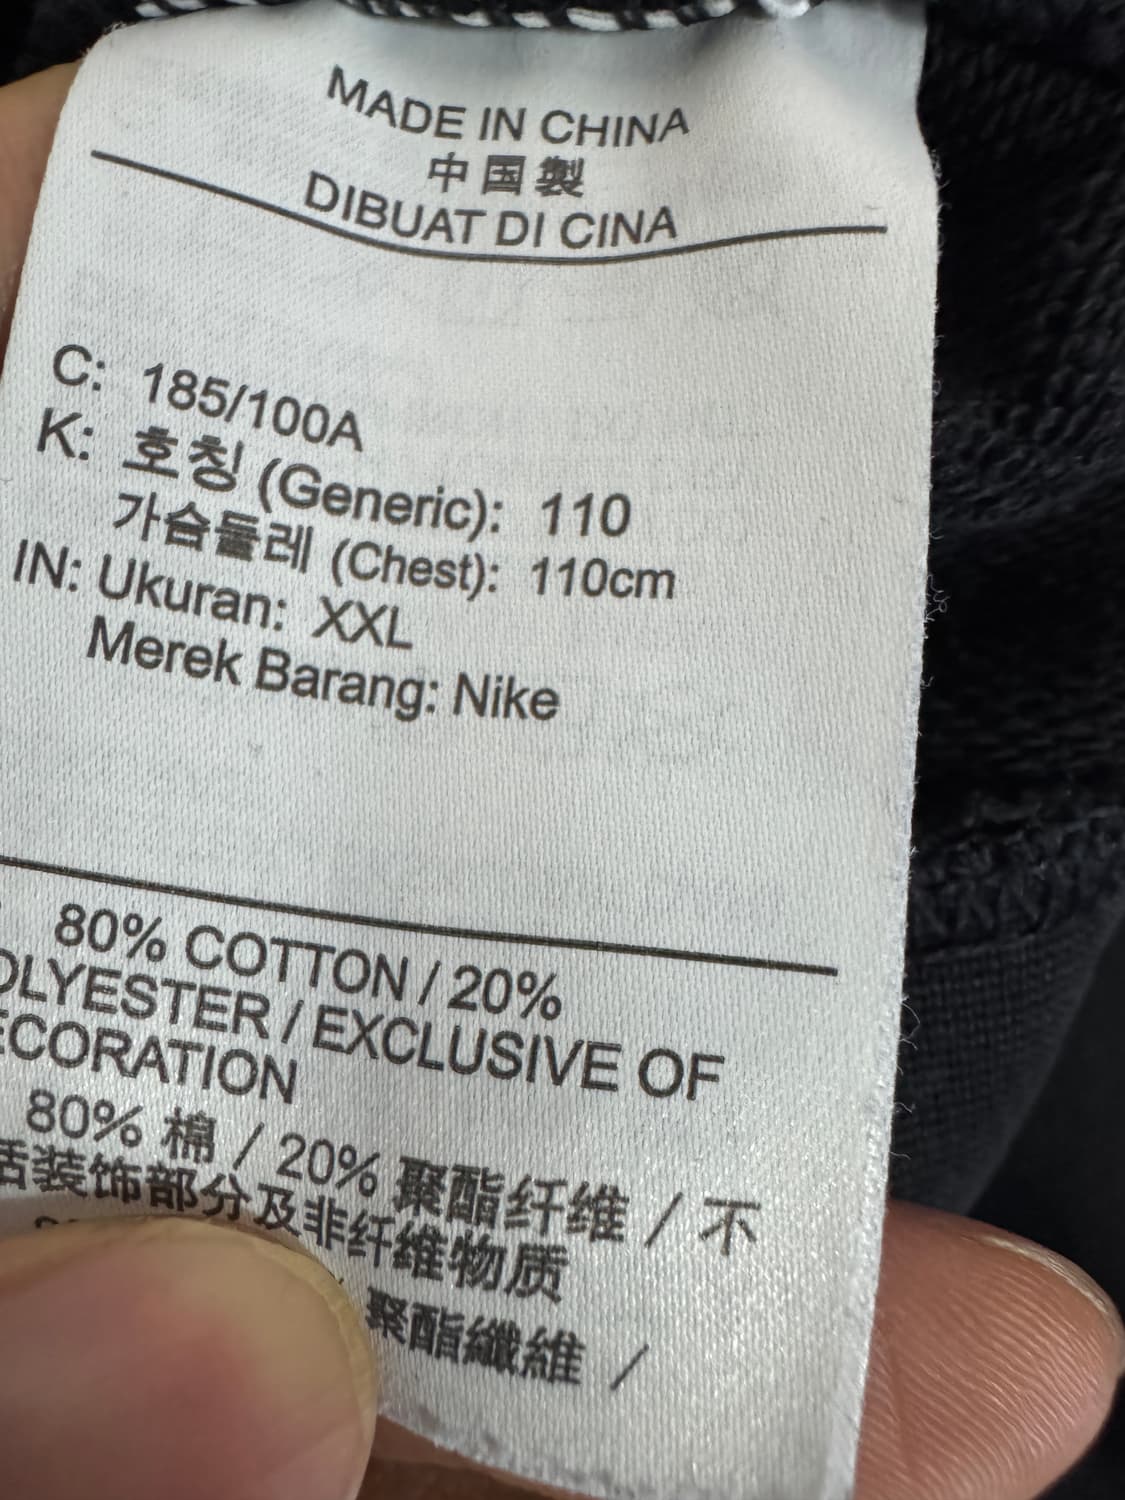 MADE IN CHINA
中国製
DIBUAT DI CINA
C: 185/100A
K: 호칭 (Generic): 110
가슴둘레 (Chest): 110cm
IN: Ukuran: XXL
Merek Barang: Nike
80% COTTON / 20%
OLYESTER / EXCLUSIVE OF
ECORATION
80% 棉 / 20% 聚酯纤维 / 不
括装饰部分及非纤维物质
聚酯纖維 /